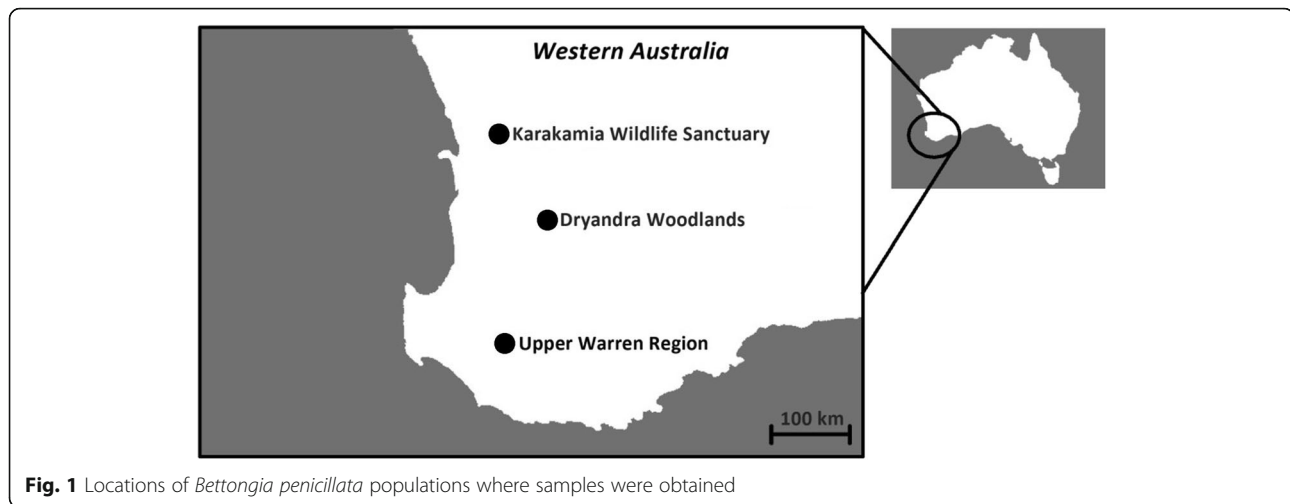 Western Australia
Karakamia Wildlife Sanctuary
Dryandra Woodlands
Upper Warren Region
100 km
Fig. 1 Locations of Bettongia penicillata populations where samples were obtained